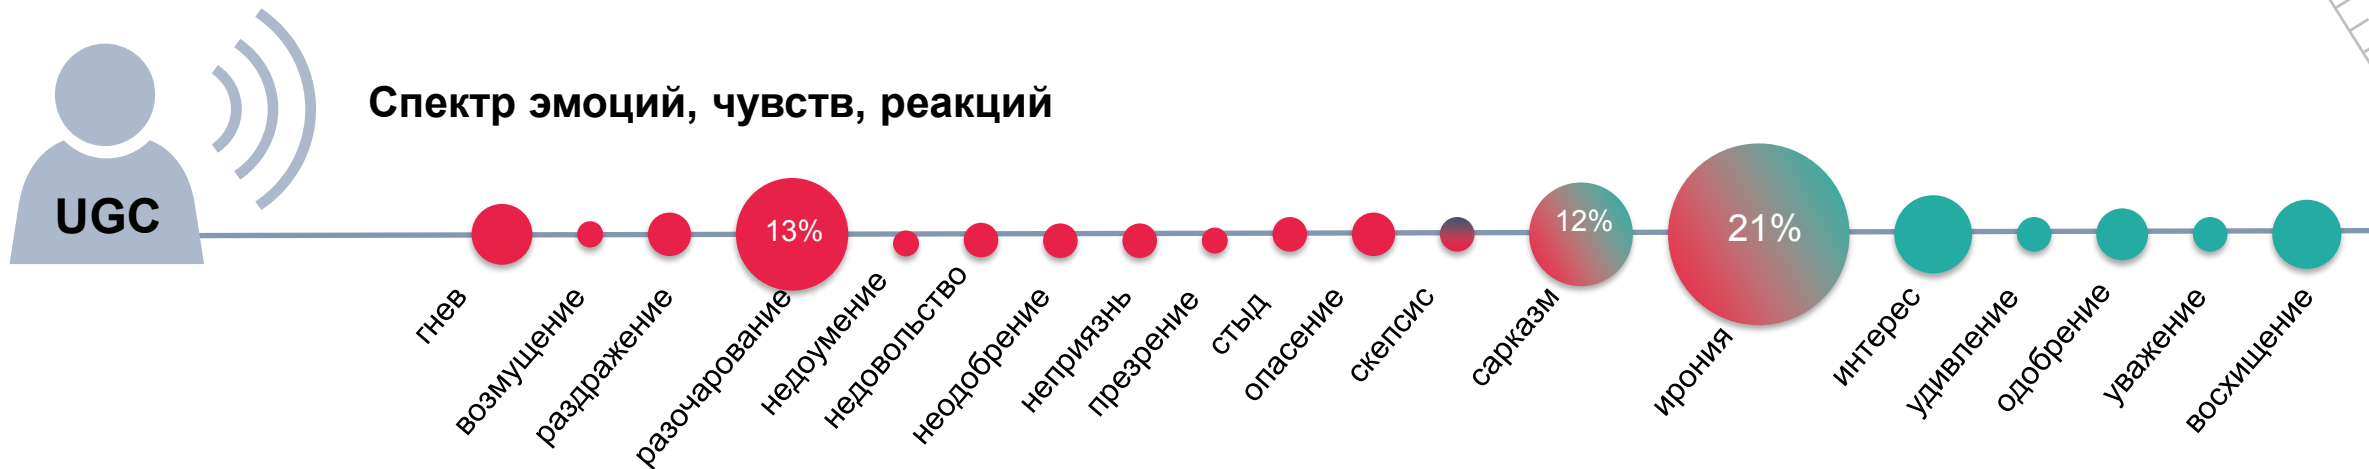 Спектр эмоций, чувств, реакций
UGC
13%
12%
21%
гнев
возмущение
раздражение
разочарование
недоумение
недовольство
неодобрение
неприязнь
презрение
стыд
опасение
скепсис
сарказм
ирония
интерес
удивление
одобрение
уважение
восхищение